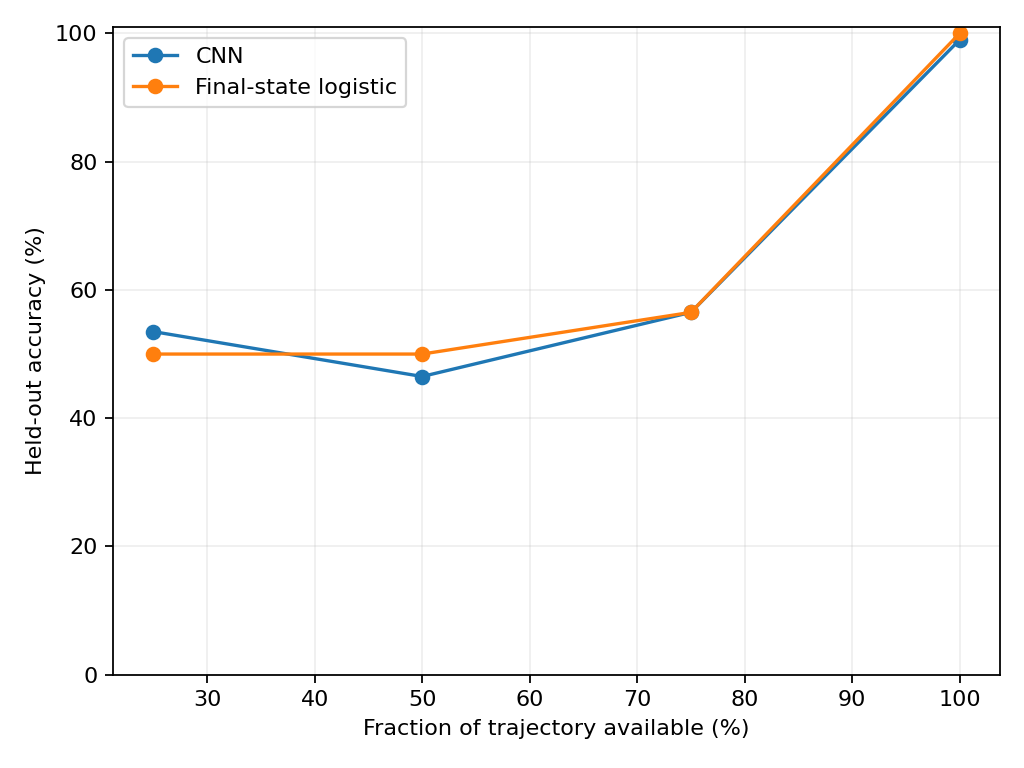 CNN
Final-state logistic
100
80
60
40
20
0
Held-out accuracy (%)
30 40 50 60 70 80 90 100
Fraction of trajectory available (%)